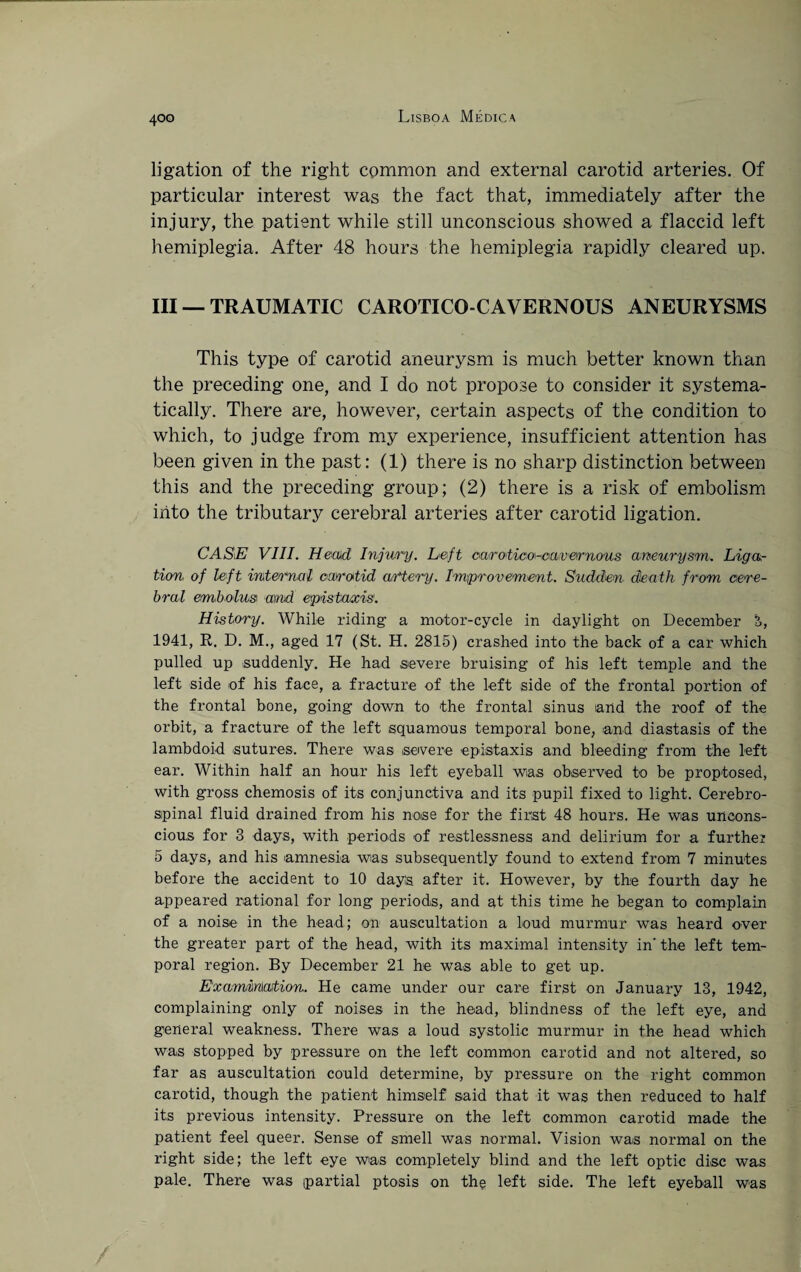 400 LISBOA MÉDICA
ligation of the right common and external carotid arteries. Of
particular interest was the fact that, immediately after the
injury, the patient while still unconscious showed a flaccid left
hemiplegia. After 48 hours the hemiplegia rapidly cleared up.
III — TRAUMATIC CAROTICO-CAVERNOUS ANEURYSMS
This type of carotid aneurysm is much better known than
the preceding one, and I do not propose to consider it systema-
tically. There are, however, certain aspects of the condition to
which, to judge from my experience, insufficient attention has
been given in the past: (1) there is no sharp distinction between
this and the preceding group; (2) there is a risk of embolism
into the tributary cerebral arteries after carotid ligation.
CASE VIII. Head Injury. Left carotico-cavernous aneurysm. Liga-
tion of left internal carotid artery. Improvement. Sudden death from cere-
bral embolus and epistaxis.
History. While riding a motor-cycle in daylight on December 5,
1941, R. D. M., aged 17 (St. H. 2815) crashed into the back of a car which
pulled up suddenly. He had severe bruising of his left temple and the
left side of his face, a fracture of the left side of the frontal portion of
the frontal bone, going down to the frontal sinus and the roof of the
orbit, a fracture of the left squamous temporal bone, and diastasis of the
lambdoid sutures. There was severe epistaxis and bleeding from the left
ear. Within half an hour his left eyeball was observed to be proptosed,
with gross chemosis of its conjunctiva and its pupil fixed to light. Cerebro-
spinal fluid drained from his nose for the first 48 hours. He was uncons-
cious for 3 days, with periods of restlessness and delirium for a further
5 days, and his amnesia was subsequently found to extend from 7 minutes
before the accident to 10 days after it. However, by the fourth day he
appeared rational for long periods, and at this time he began to complain
of a noise in the head; on auscultation a loud murmur was heard over
the greater part of the head, with its maximal intensity in the left tem-
poral region. By December 21 he was able to get up.
Examination. He came under our care first on January 13, 1942,
complaining only of noises in the head, blindness of the left eye, and
general weakness. There was a loud systolic murmur in the head which
was stopped by pressure on the left common carotid and not altered, so
far as auscultation could determine, by pressure on the right common
carotid, though the patient himself said that it was then reduced to half
its previous intensity. Pressure on the left common carotid made the
patient feel queer. Sense of smell was normal. Vision was normal on the
right side; the left eye was completely blind and the left optic disc was
pale. There was partial ptosis on the left side. The left eyeball was